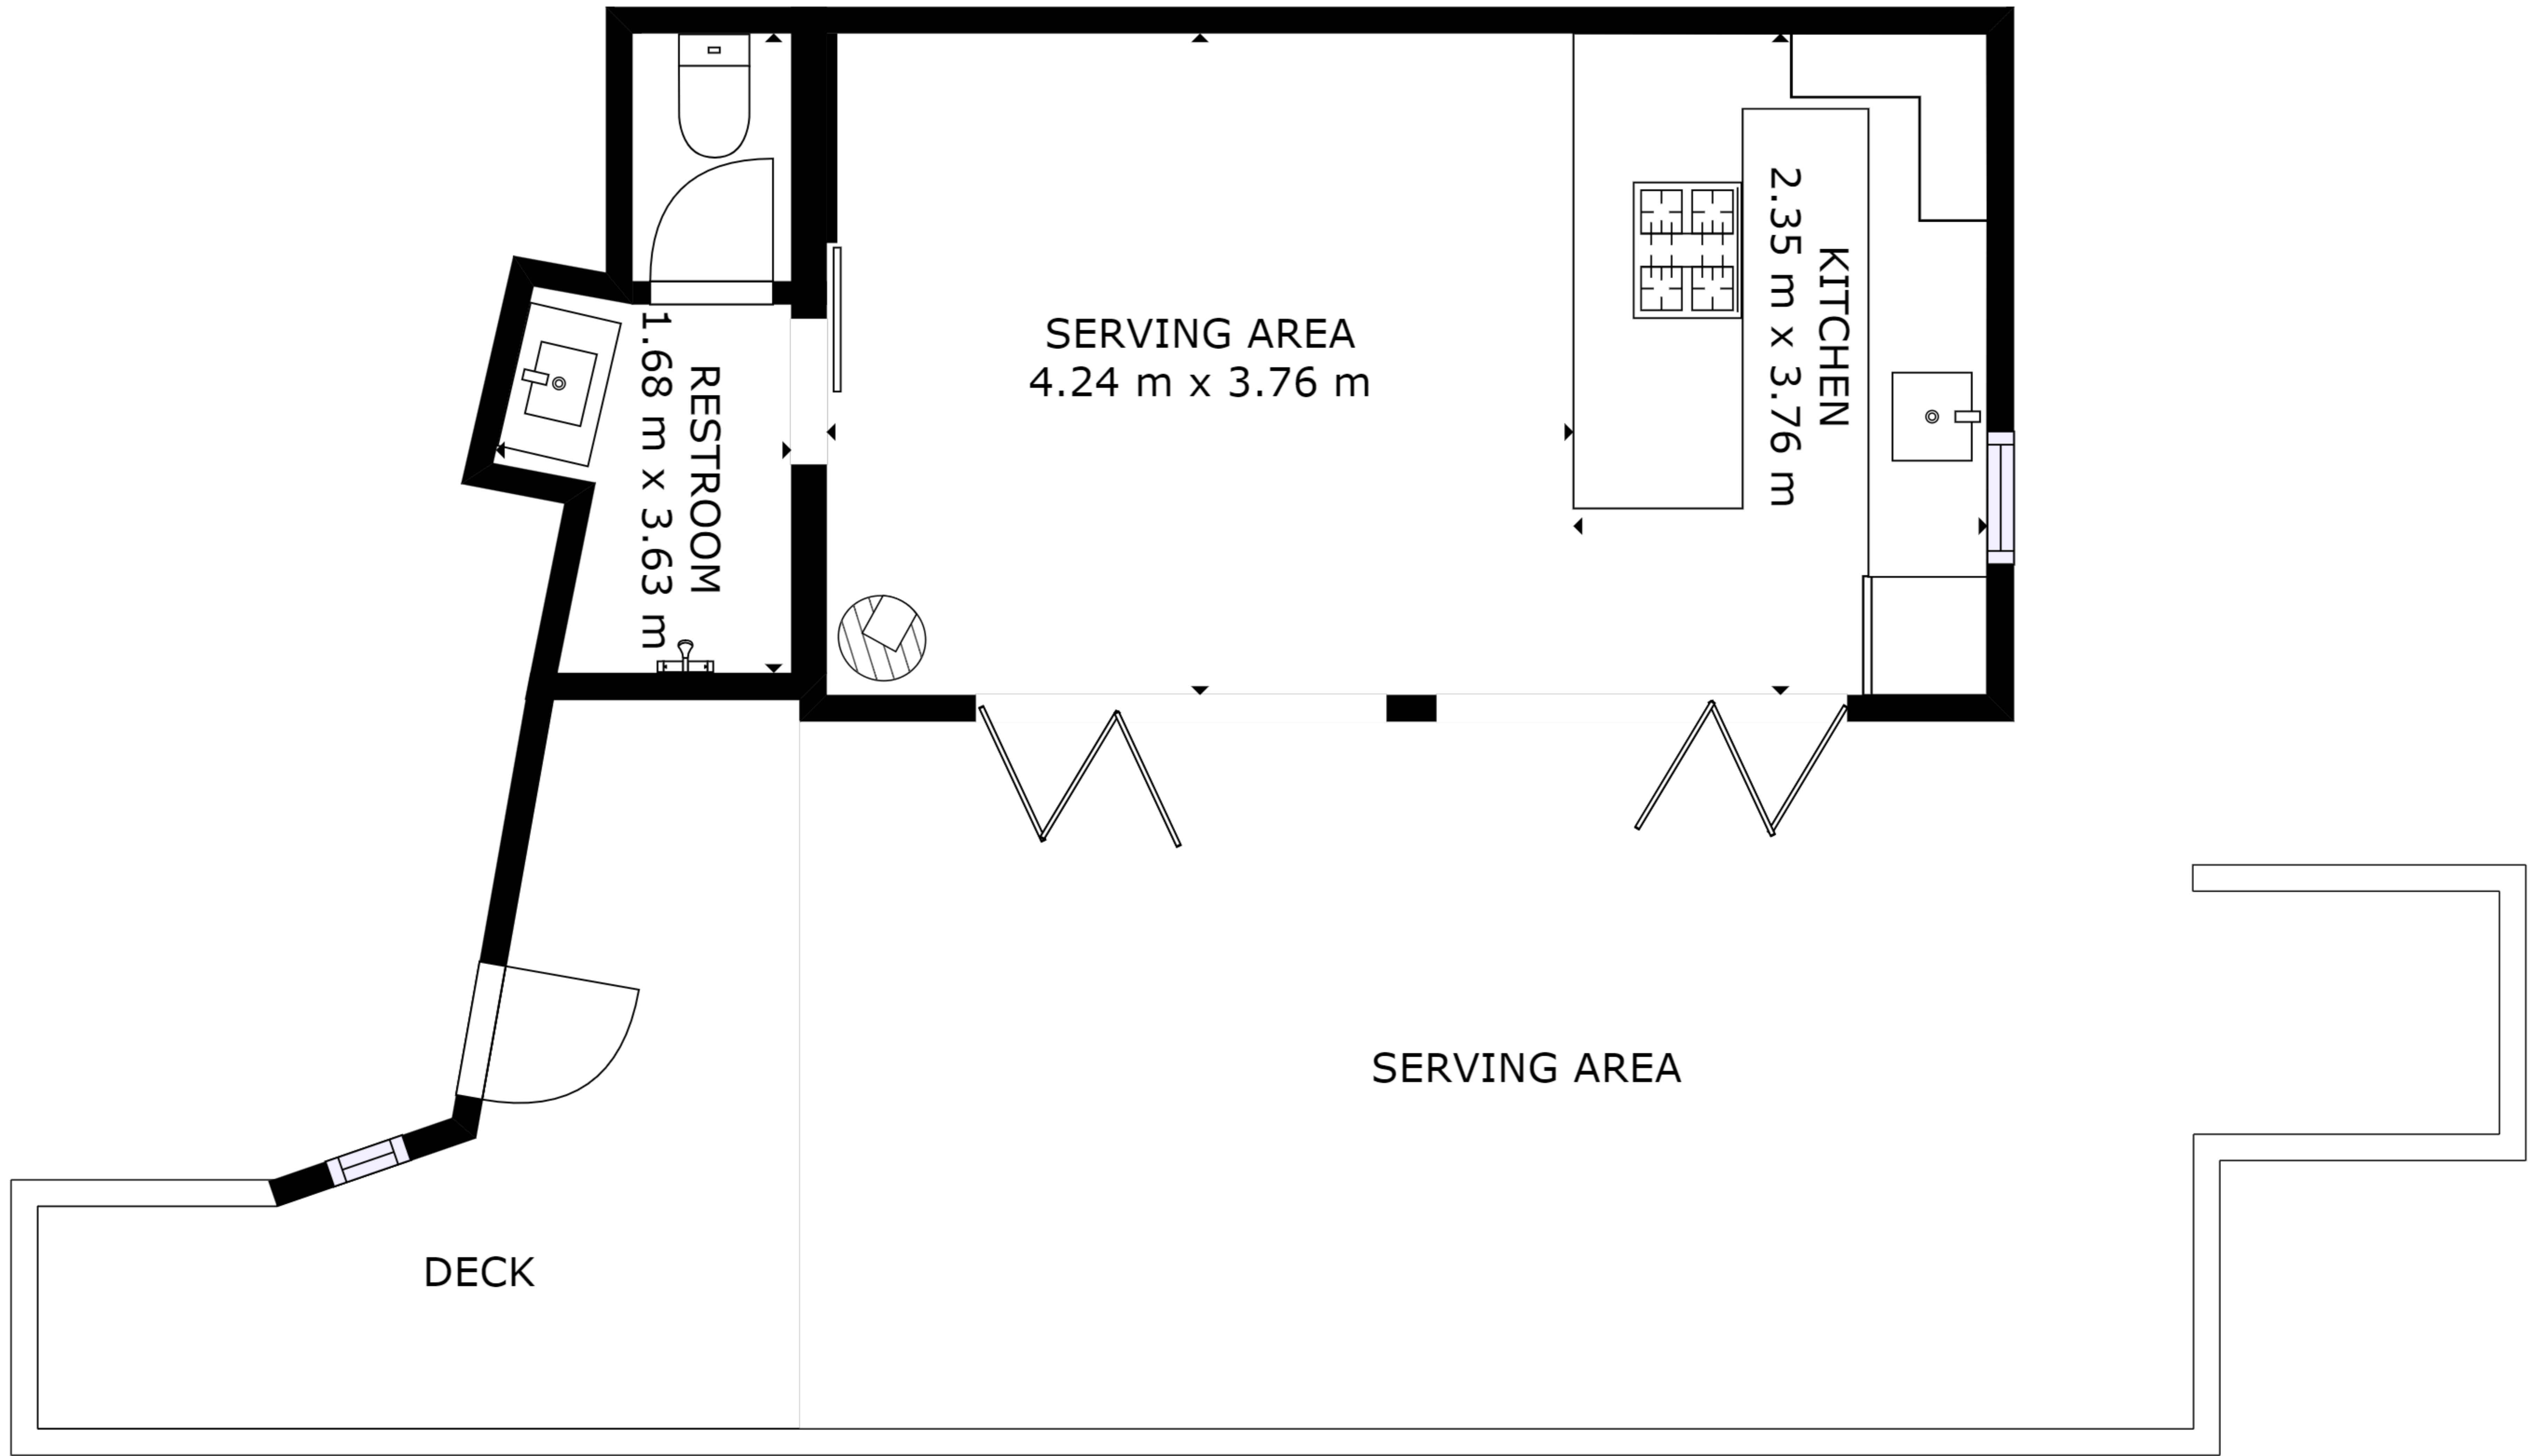 SERVING AREA
4.24 m x 3.76 m
KITCHEN
2.35 m x 3.76 m
RESTROOM
1.68 m x 3.63 m
SERVING AREA
DECK